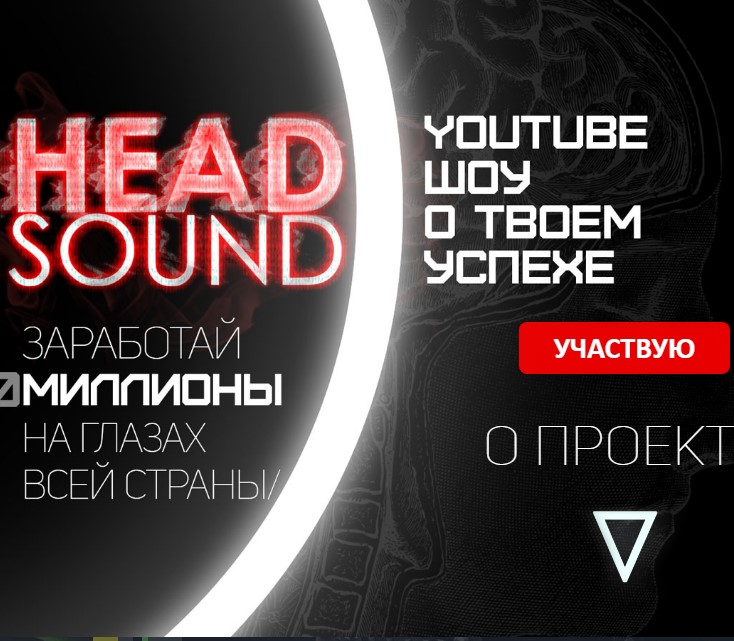 HEAD
SOUND
ЗАРАБОТАЙ
МИЛЛИОНЫ
НА ГЛАЗАХ
ВСЕЙ СТРАНЫ/
YOUTUBE
ШОУ
О ТВОЕМ
УСПЕХЕ
УЧАСТВУЮ
О ПРОЕКТ